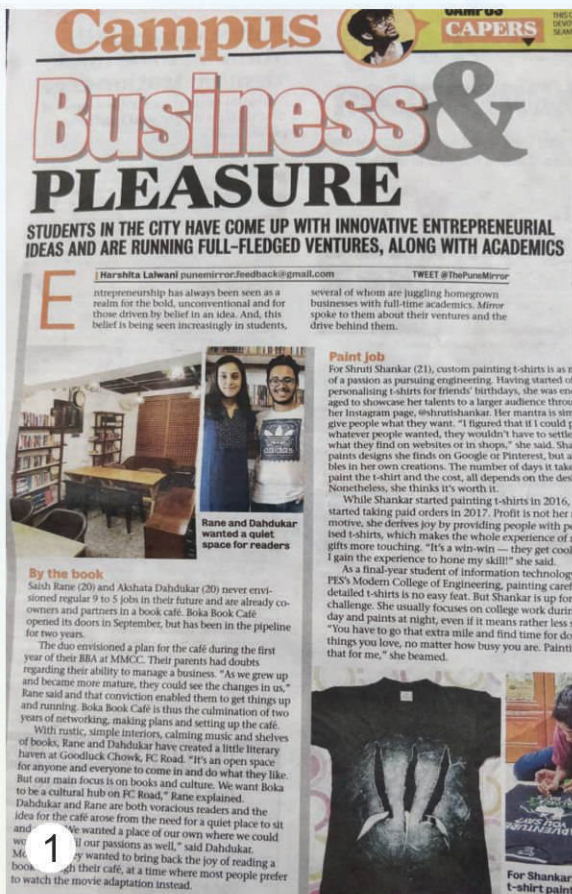 Campus
CAMPUS
CAPERS
THIS
DEVO
SEAM
Business &
PLEASURE
STUDENTS IN THE CITY HAVE COME UP WITH INNOVATIVE ENTREPRENEURIAL
IDEAS AND ARE RUNNING FULL-FLEDGED VENTURES, ALONG WITH ACADEMICS
Harshita Lalwani punemirror.feedback@gmail.com
TWEET @ThePuneMirror
Entrepreneurship has always been seen as a
realm for the bold, unconventional and for
those driven by belief in an idea. And, this
belief is being seen increasingly in students,
several of whom are juggling homegrown
businesses with full-time academics. Mirror
spoke to them about their ventures and the
drive behind them.
Rane and Dahdukar
wanted a quiet
space for readers
By the book
Saish Rane (20) and Akshata Dahdukar (20) never envi-
sioned regular 9 to 5 jobs in their future and are already co-
owners and partners in a book café. Boka Book Café
opened its doors in September, but has been in the pipeline
for two years.
The duo envisioned a plan for the café during the first
year of their BBA at MMCC. Their parents had doubts
regarding their ability to manage a business. "As we grew up
and became more mature, they could see the changes in us,"
Rane said and that conviction enabled them to get things up
and running. Boka Book Café is thus the culmination of two
years of networking, making plans and setting up the café.
With rustic, simple interiors, calming music and shelves
of books, Rane and Dahdukar have created a little literary
haven at Goodluck Chowk, FC Road. "It's an open space
for anyone and everyone to come in and do what they like.
But our main focus is on books and culture. We want Boka
to be a cultural hub on FC Road," Rane explained.
Dahdukar and Rane are both voracious readers and the
idea for the café arose from the need for a quiet place to sit
and We wanted a place of our own where we could
our passions as well," said Dahdukar.
wanted to bring back the joy of reading a
book their café, at a time where most people prefer
to watch the movie adaptation instead.
1
Paint job
For Shruti Shankar (21), custom painting t-shirts is as
of a passion as pursuing engineering. Having started
personalising t-shirts for friends' birthdays, she was
aged to showcase her talents to a larger audience
her Instagram page, @shrutishankar. Her mantra is
give people what they want. "I figured that if I could
whatever people wanted, they wouldn't have to settle
what they find on websites or in shops," she said.
paints designs she finds on Google or Pinterest, but
bles in her own creations. The number of days it
paint the t-shirt and the cost, all depends on the
Nonetheless, she thinks it's worth it.
While Shankar started painting t-shirts in 2016,
started taking paid orders in 2017. Profit is not her
motive, she derives joy by providing people with
ised t-shirts, which makes the whole experience of
gifts more touching. "It's a win-win — they get
I gain the experience to hone my skill!" she said.
As a final-year student of information technology
PES's Modern College of Engineering, painting
detailed t-shirts is no easy feat. But Shankar is up for
challenge. She usually focuses on college work
day and paints at night, even if it means rather less
"You have to go that extra mile and find time for
things you love, no matter how busy you are.
that for me," she beamed.
ADVENTURE
YOU SAY?
For Shankar,
t-shirt